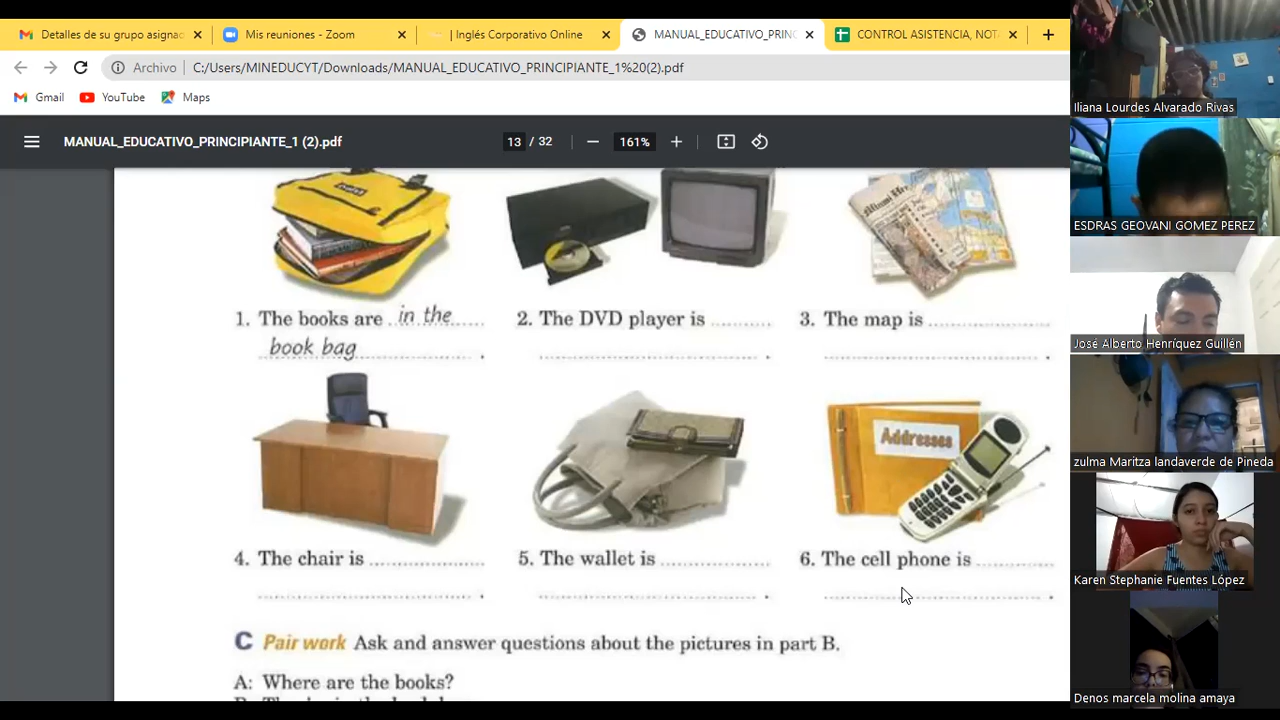 Detalles de su grupo asignac
Mis reuniones - Zoom
| Inglés Corporativo Online
MANUAL_EDUCATIVO_PRINC
CONTROL ASISTENCIA, NOT
Archivo
C:/Users/MINEDUCYT/Downloads/MANUAL_EDUCATIVO_PRINCIPIANTE_1%20(2).pdf
Gmail
YouTube
Maps
MANUAL_EDUCATIVO_PRINCIPIANTE_1 (2).pdf
13 / 32
161%
1. The books are in the
book bag.
2. The DVD player is
3. The map is
4. The chair is
5. The wallet is
Addresses
6. The cell phone is
C Pair work Ask and answer questions about the pictures in part B.
A: Where are the books?
Iliana Lourdes Alvarado Rivas
ESDRAS GEOVANI GOMEZ PEREZ
José Alberto Henríquez Guillén
zulma Maritza landaverde de Pineda
Karen Stephanie Fuentes López
Denos marcela molina amaya